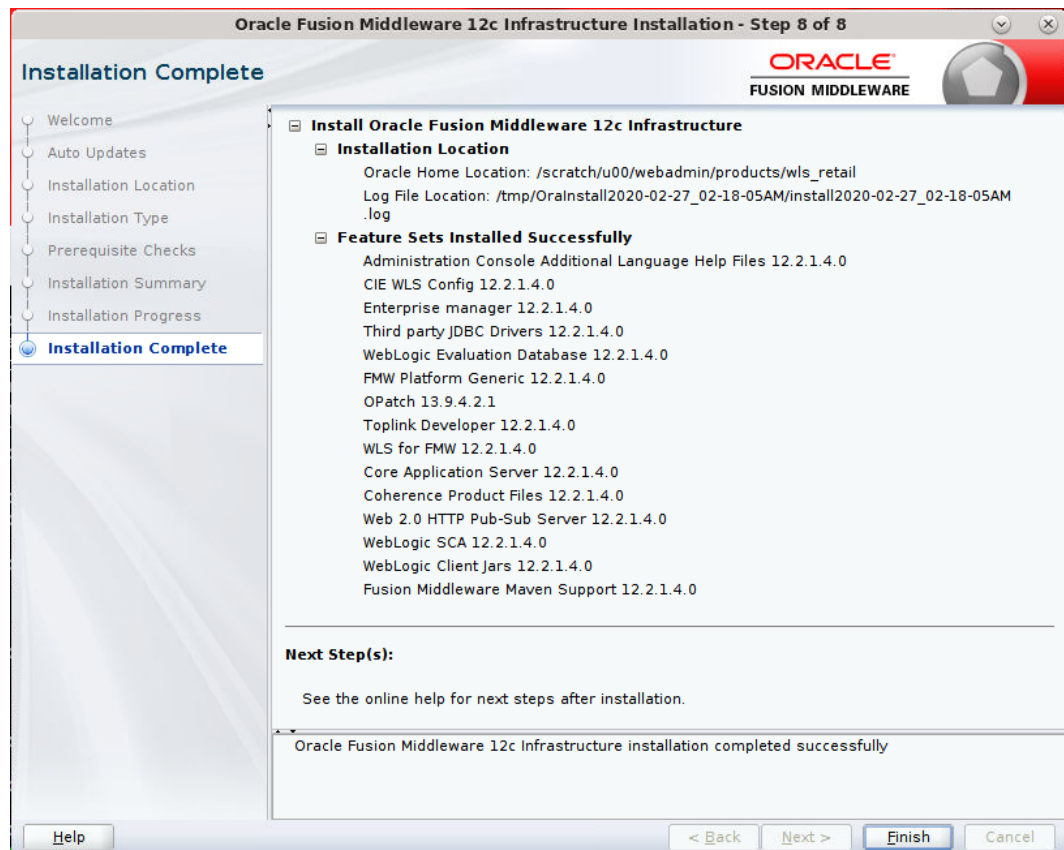 Oracle Fusion Middleware 12c Infrastructure Installation - Step 8 of 8
Installation Complete
ORACLE
FUSION MIDDLEWARE
Welcome
Auto Updates
Installation Location
Installation Type
Prerequisite Checks
Installation Summary
Installation Progress
Installation Complete
Install Oracle Fusion Middleware 12c Infrastructure
Installation Location
Oracle Home Location: /scratch/u00/webadmin/products/wls_retail
Log File Location: /tmp/OraInstall2020-02-27_02-18-05AM/install2020-02-27_02-18-05AM
.log
Feature Sets Installed Successfully
Administration Console Additional Language Help Files 12.2.1.4.0
CIE WLS Config 12.2.1.4.0
Enterprise manager 12.2.1.4.0
Third party JDBC Drivers 12.2.1.4.0
WebLogic Evaluation Database 12.2.1.4.0
FMW Platform Generic 12.2.1.4.0
OPatch 13.9.4.2.1
Toplink Developer 12.2.1.4.0
WLS for FMW 12.2.1.4.0
Core Application Server 12.2.1.4.0
Coherence Product Files 12.2.1.4.0
Web 2.0 HTTP Pub-Sub Server 12.2.1.4.0
WebLogic SCA 12.2.1.4.0
WebLogic Client Jars 12.2.1.4.0
Fusion Middleware Maven Support 12.2.1.4.0
Next Step(s):
See the online help for next steps after installation.
Oracle Fusion Middleware 12c Infrastructure installation completed successfully
Help
< Back
Next >
Finish
Cancel